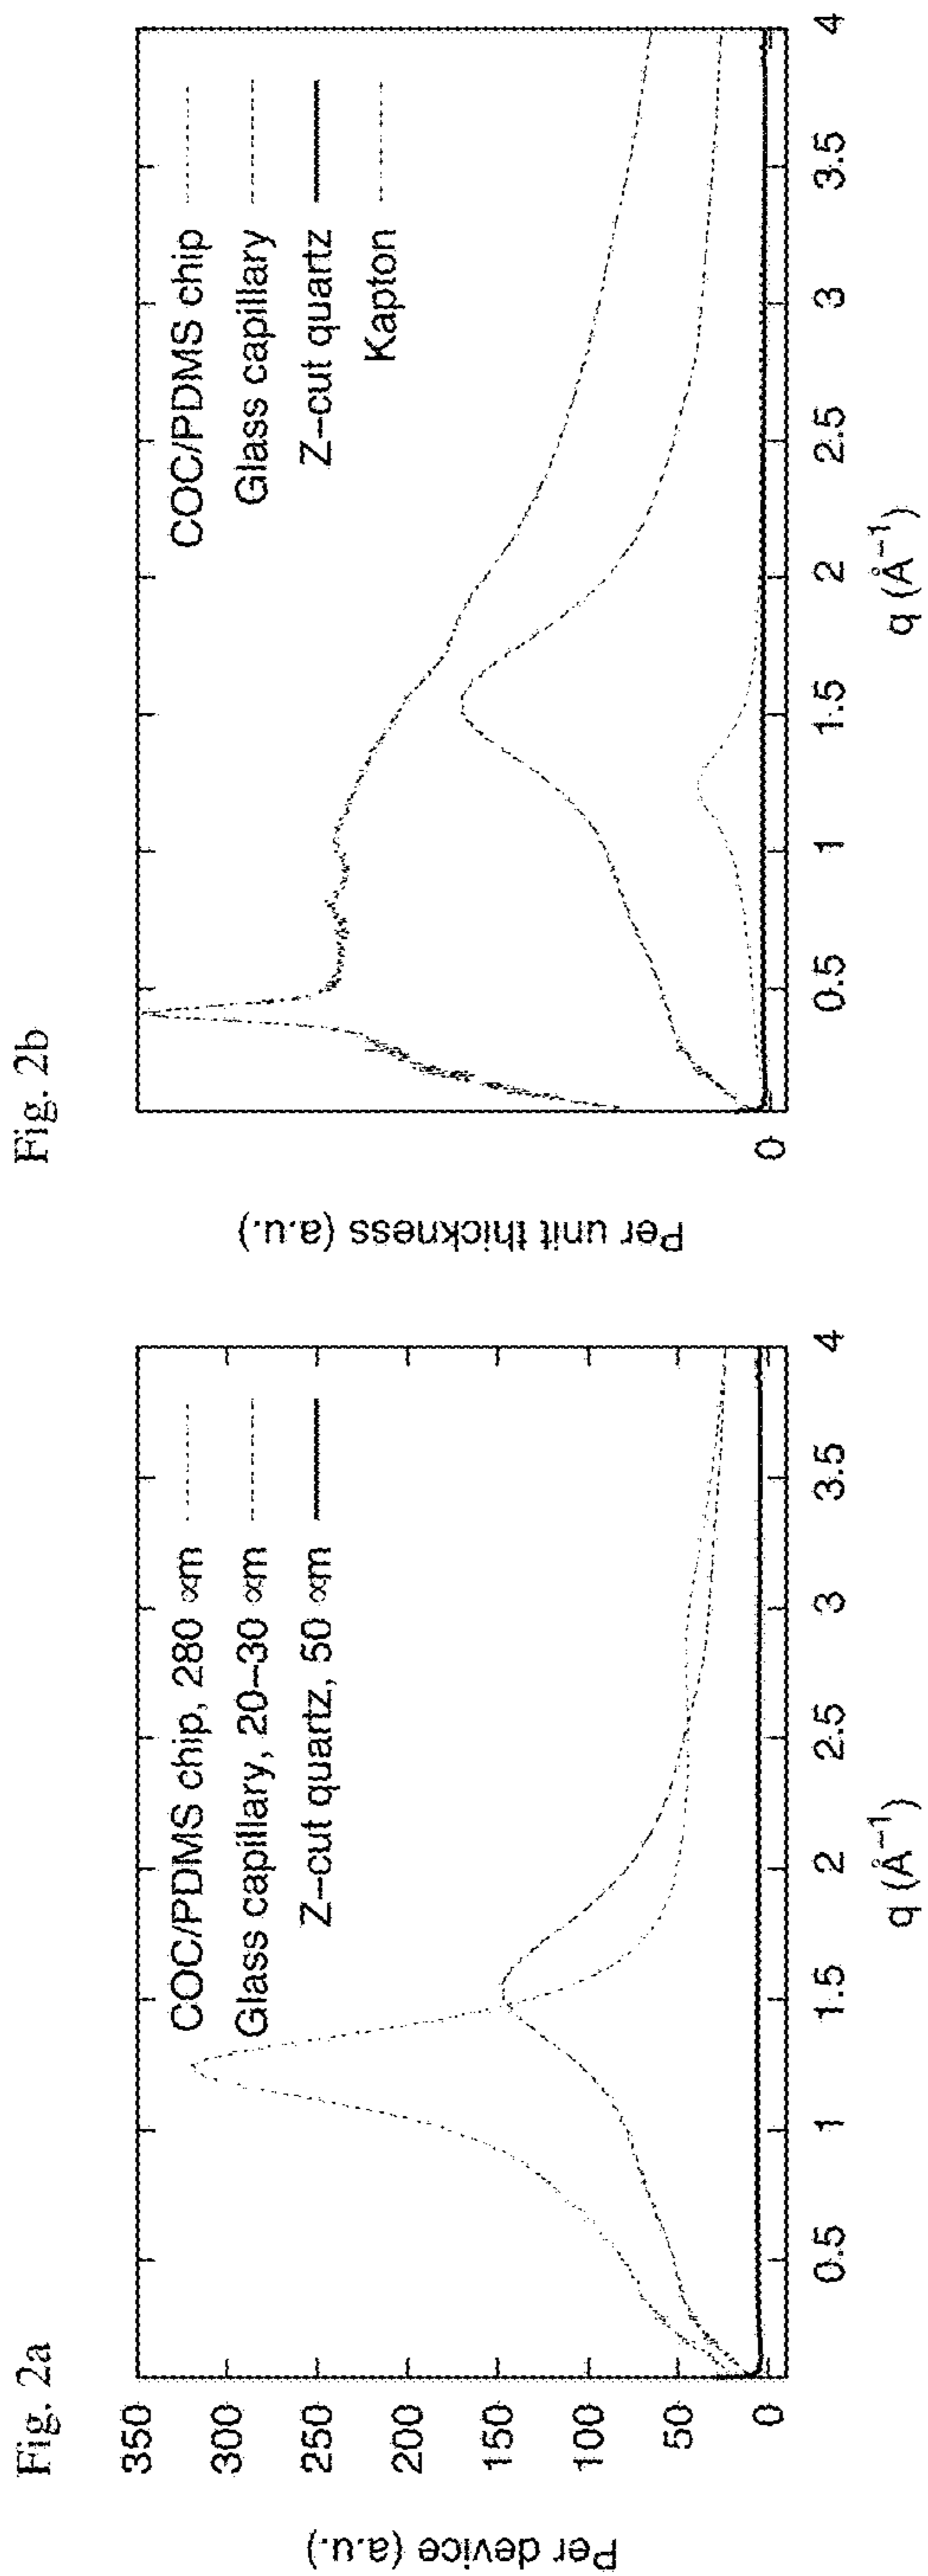 Fig. 2a
350
300
250
200
150
100
50
0
Per device (a.u.)
COC/PDMS chip, 280 ∝m
Glass capillary, 20–30 ∝m
Z–cut quartz, 50 ∝m
0.5
1
1.5
2
2.5
3
3.5
4
q (Å⁻¹)
Fig. 2b
Per unit thickness (a.u.)
0
COC/PDMS chip
Glass capillary
Z–cut quartz
Kapton
0.5
1
1.5
2
2.5
3
3.5
4
q (Å⁻¹)